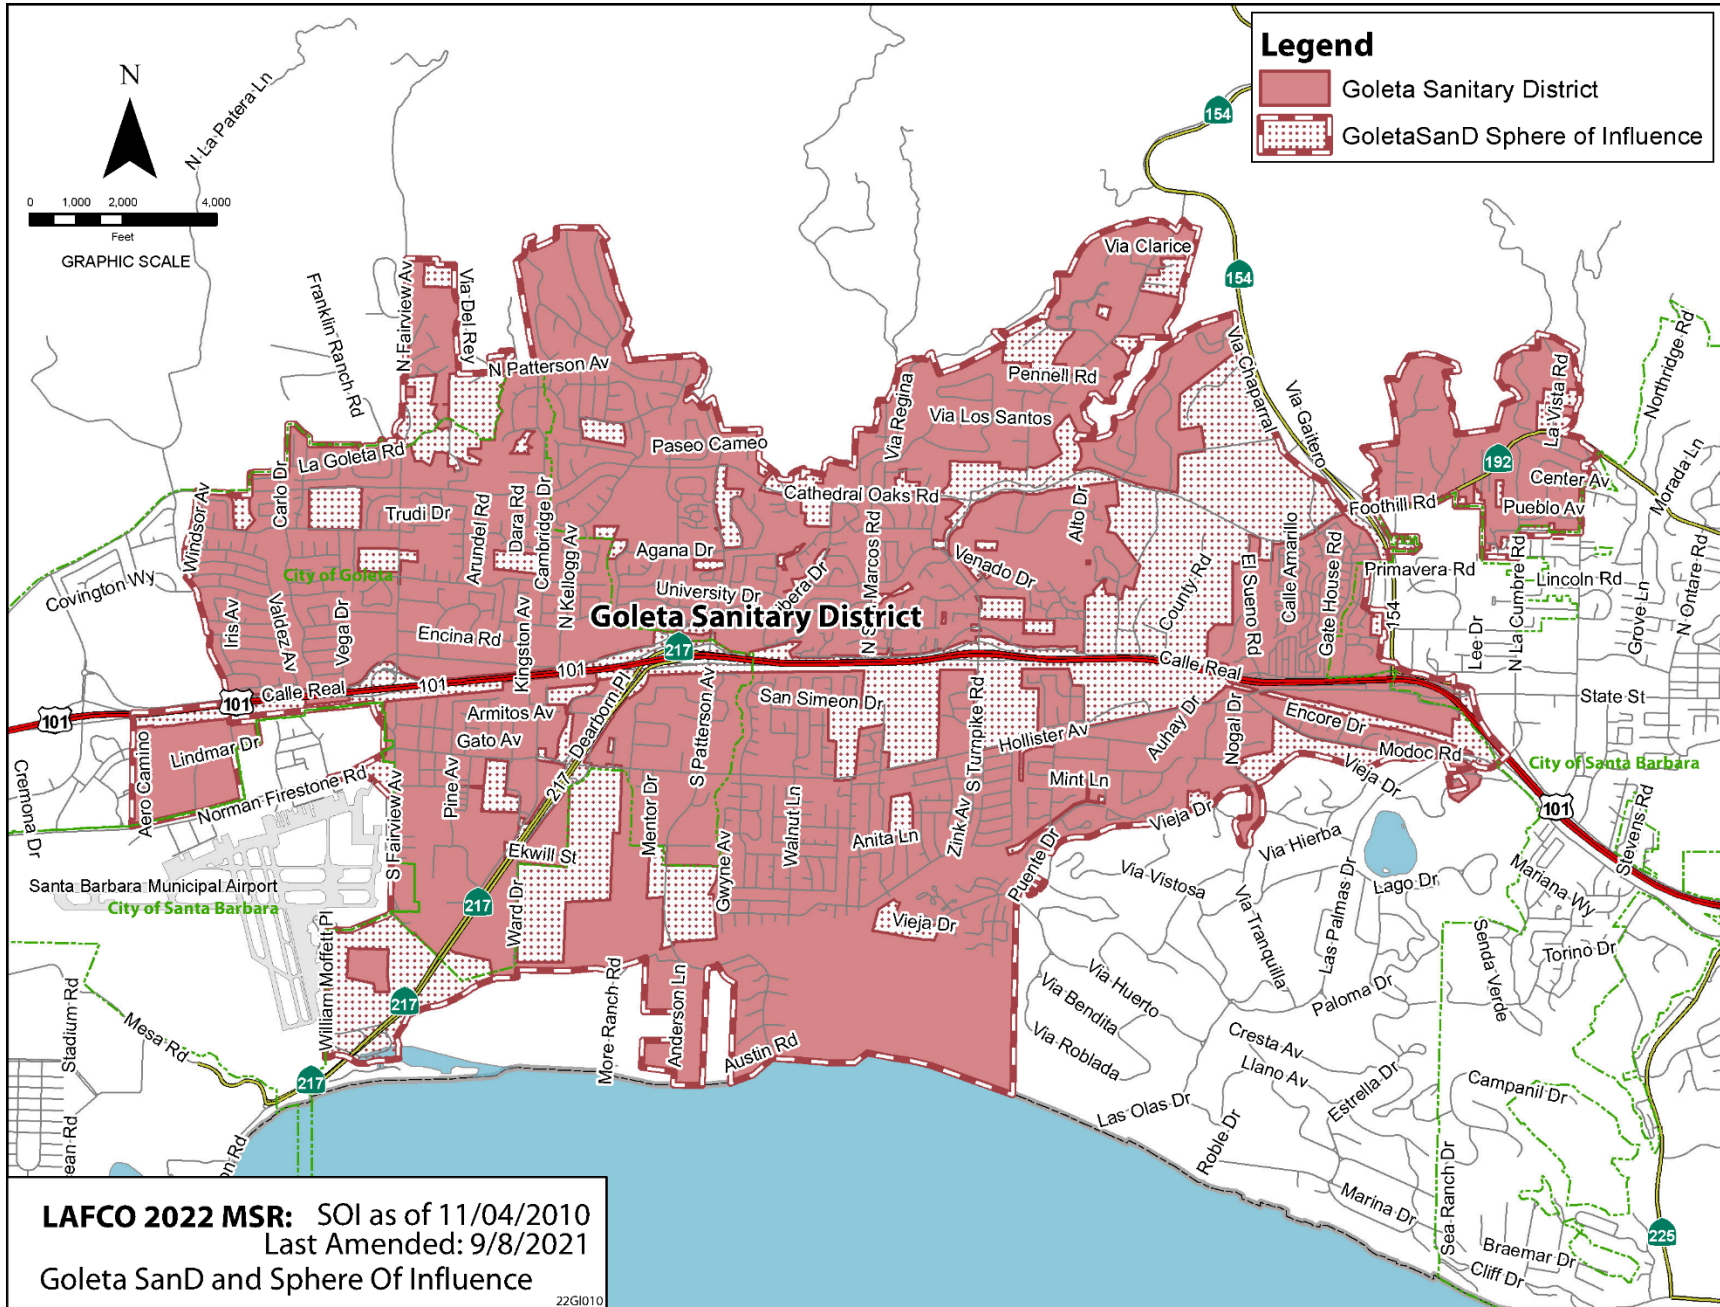 Legend
Goleta Sanitary District
GoletaSanD Sphere of Influence
N
0 1,000 2,000 4,000
Feet
GRAPHIC SCALE
N La Patera Ln
154
154
Via Clarice
Franklin Ranch Rd
N Fairview Av
Via Del Rey
N Patterson Av
Pennell Rd
Via Regina
Via Los Santos
Via Chaparral
Via Gaitero
La Vista Rd
Northridge Rd
192
Center Av
Morada Ln
Foothill Rd
Pueblo Av
La Goleta Rd
Carlo Dr
Windsor Av
Paseo Cameo
Cathedral Oaks Rd
Trudi Dr
Arundel Rd
Dara Rd
Cambridge Dr
N Kellogg Av
Agana Dr
University Dr
N San Marcos Rd
Venado Dr
Alto Dr
County Rd
El Sueno Rd
Calle Amarillo
Gate House Rd
Primavera Rd
154
Lincoln Rd
N La Cumbre Rd
Grove Ln
N Ontare Rd
Lee Dr
Covington Wy
City of Goleta
Iris Av
Valdez Av
Vega Dr
Encina Rd
Kingston Av
Goleta Sanitary District
217
101
101
Calle Real
101
101
Calle Real
State St
Armitos Av
Gato Av
Dearborn Pl
S Patterson Av
San Simeon Dr
S Turnpike Rd
Hollister Av
Auhay Dr
Nogal Dr
Encore Dr
Modoc Rd
City of Santa Barbara
Cremona Dr
Aero Camino
Lindmar Dr
Norman Firestone Rd
S Fairview Av
Pine Av
217
Mentor Dr
Gwyne Av
Walnut Ln
Anita Ln
Zink Av
Mint Ln
Puente Dr
Vieja Dr
Vieja Dr
101
Stevens Rd
Via Hierba
Ekwill St
Santa Barbara Municipal Airport
City of Santa Barbara
217
Ward Dr
Vieja Dr
Via Vistosa
Via Tranquilla
Las Palmas Dr
Lago Dr
Mariana Wy
Senda Verde
Torino Dr
William Moffett Pl
217
More Ranch Rd
Anderson Ln
Austin Rd
Via Huerto
Via Bendita
Via Roblada
Paloma Dr
Cresta Av
Llano Av
Estrella Dr
Campanil Dr
Stadium Rd
Mesa Rd
217
Las Olas Dr
Roble Dr
Marina Dr
Sea Ranch Dr
Braemar Dr
Cliff Dr
225
LAFCO 2022 MSR: SOI as of 11/04/2010
Last Amended: 9/8/2021
Goleta SanD and Sphere Of Influence
22GI010